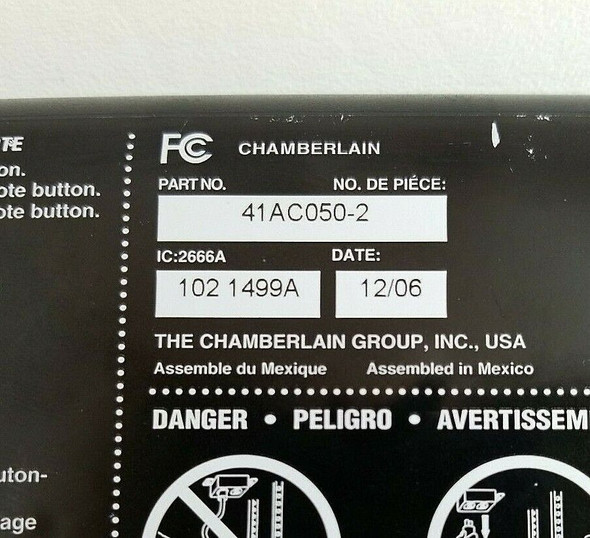 FC CHAMBERLAIN
PART NO. NO. DE PIÉCE:
41AC050-2
IC:2666A DATE:
102 1499A 12/06
THE CHAMBERLAIN GROUP, INC., USA
Assemble du Mexique Assembled in Mexico
DANGER • PELIGRO • AVERTISSEM
on.
ote button.
ote button.
uton-
age